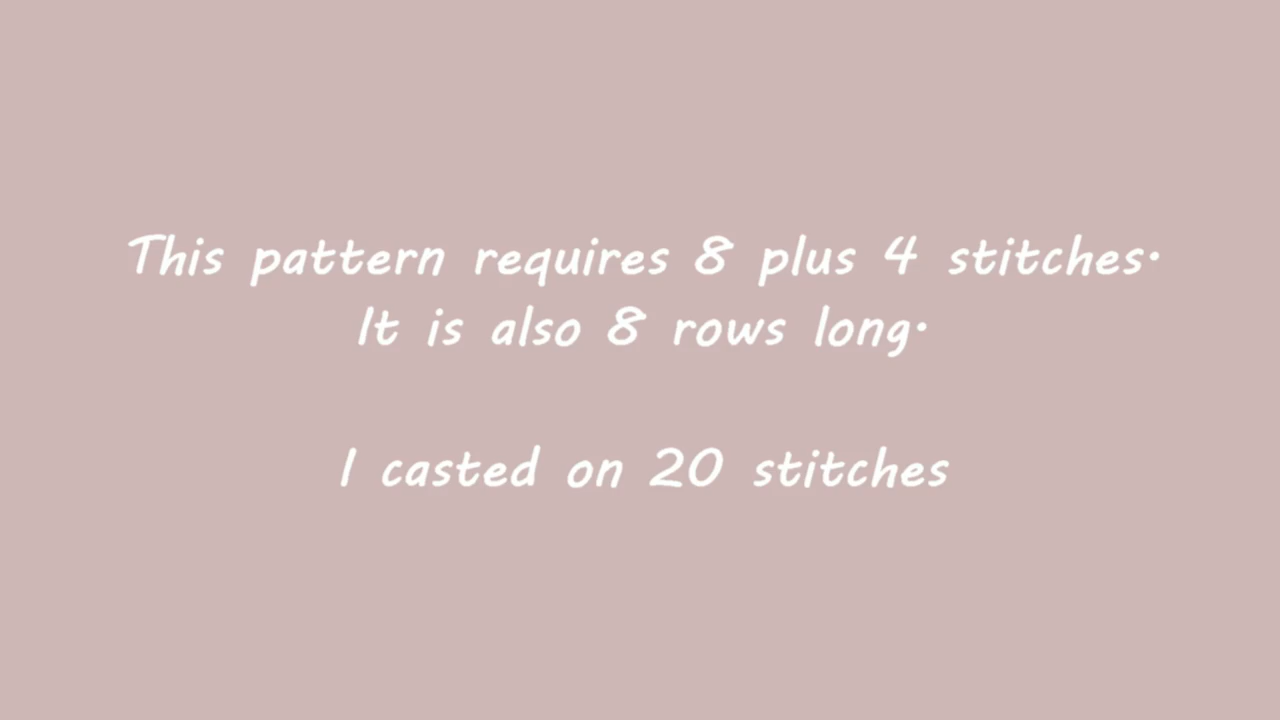 This pattern requires 8 plus 4 stitches.
It is also 8 rows long.
I casted on 20 stitches